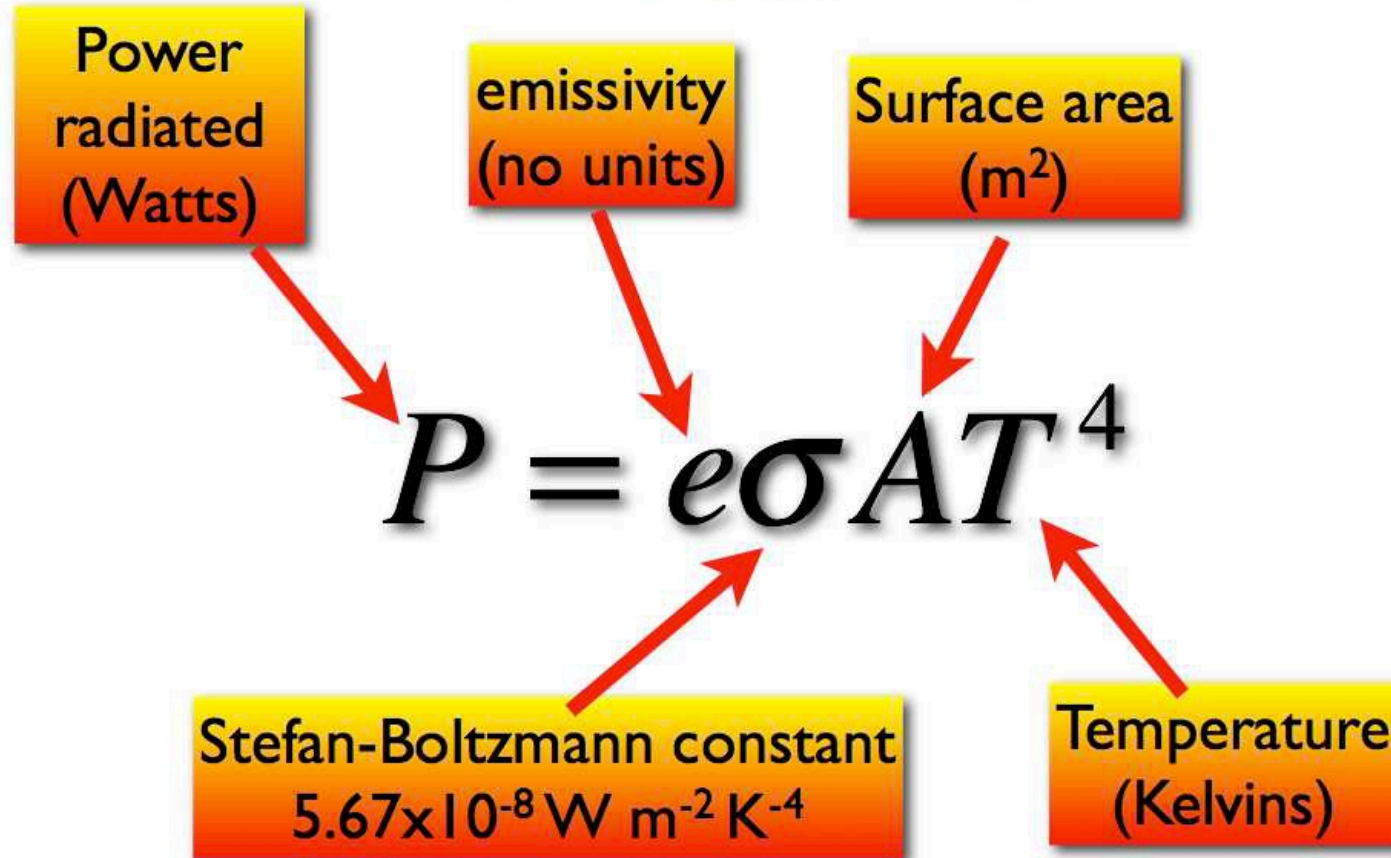 Power
radiated
(Watts)
emissivity
(no units)
Surface area
(m²)
P = eσAT⁴
Stefan-Boltzmann constant
5.67x10⁻⁸ W m⁻² K⁻⁴
Temperature
(Kelvins)